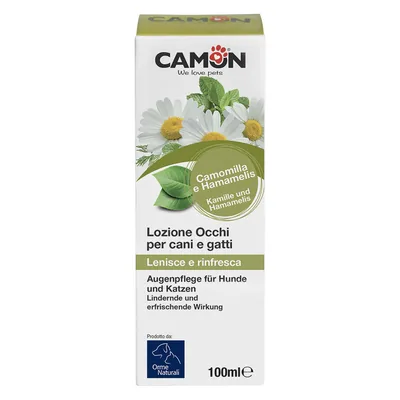 CAMON
We love pets
Camomilla
e Hamamelis
Kamille und
Hamamelis
Lozione Occhi
per cani e gatti
Lenisce e rinfresca
Augenpflege für Hunde
und Katzen
Lindernde und
erfrischende Wirkung
Prodotto da:
Orme
Naturali
100ml℮